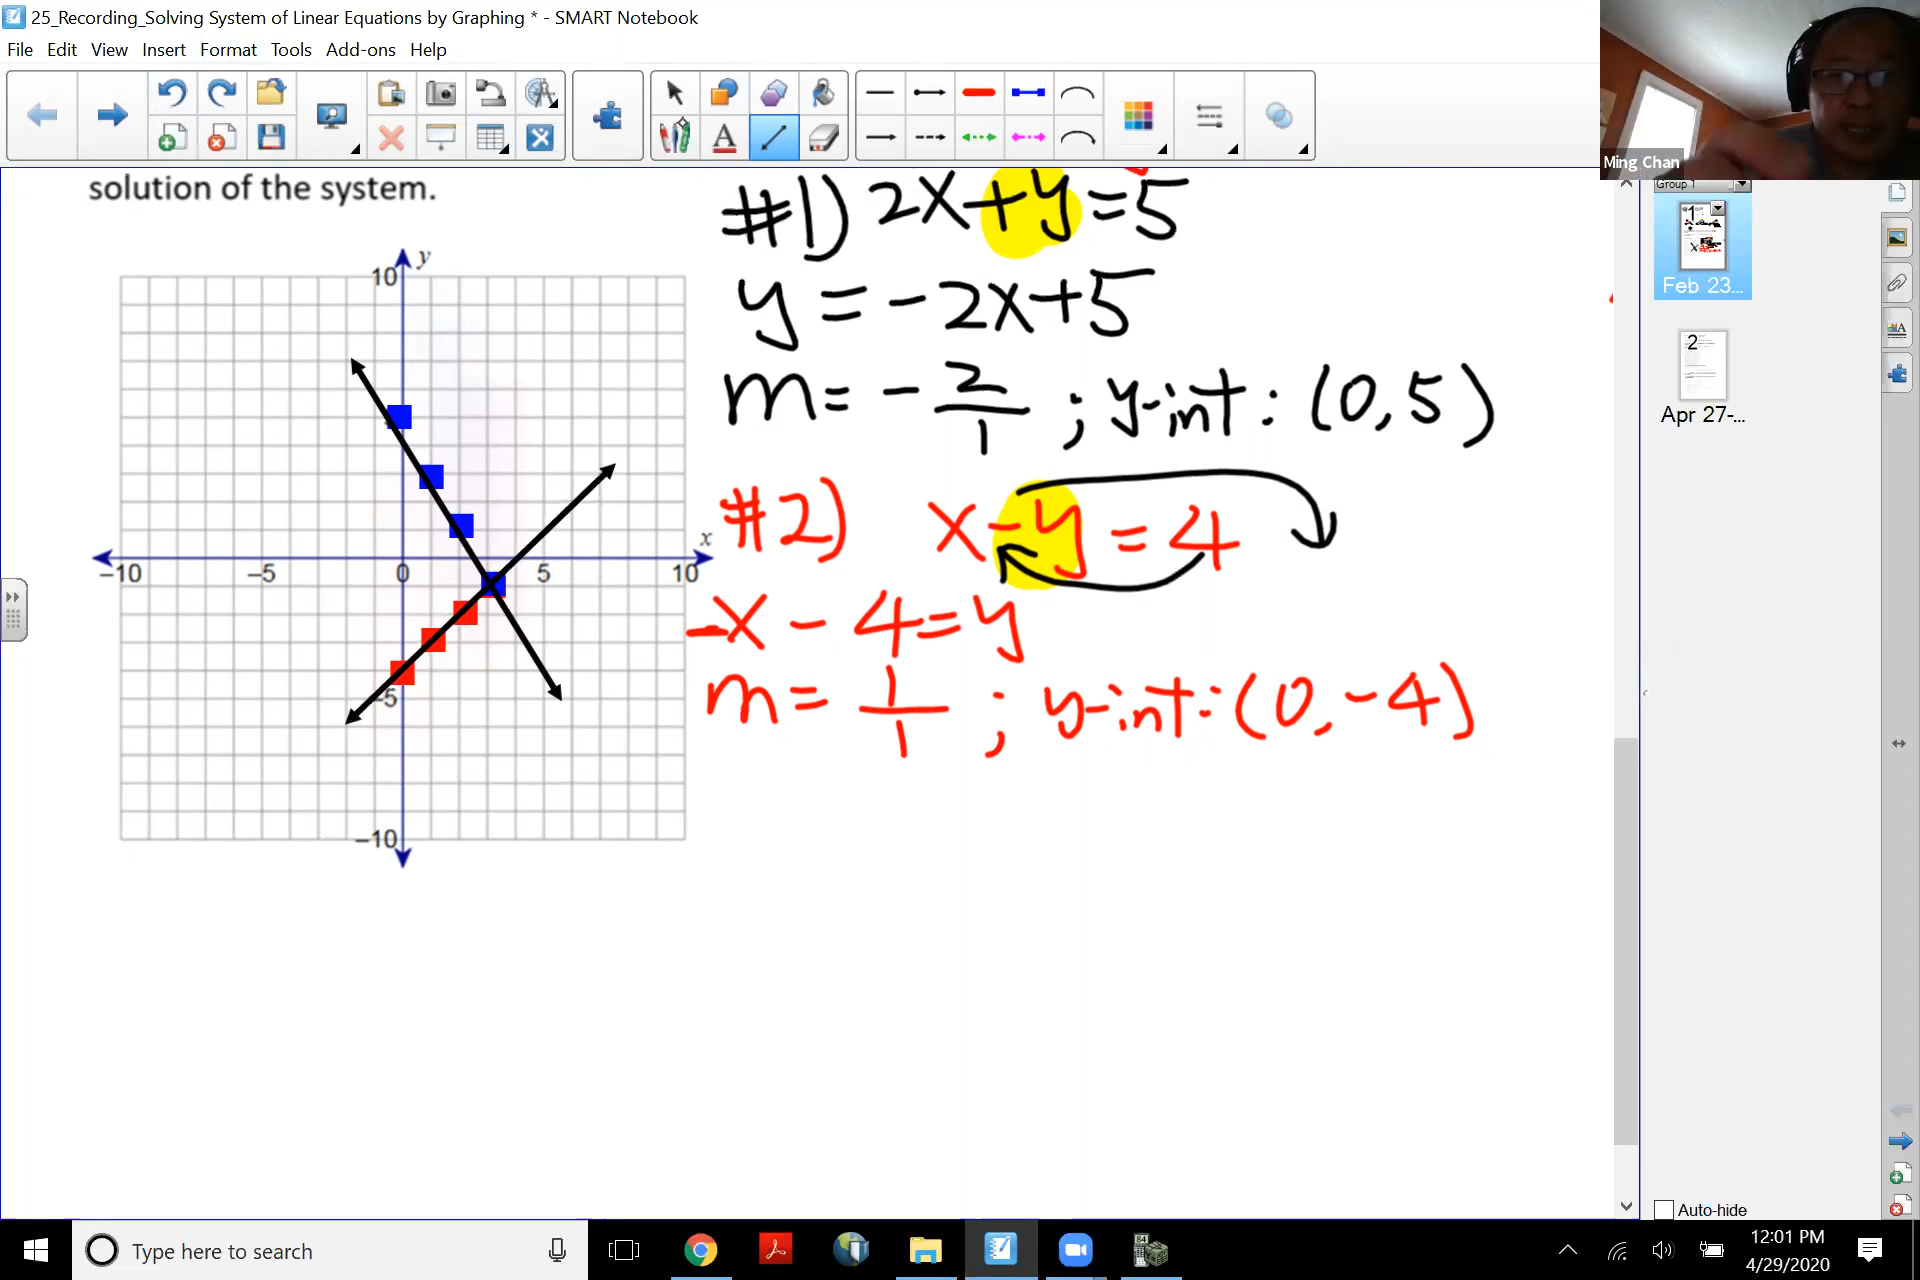 25_Recording_Solving System of Linear Equations by Graphing * - SMART Notebook
File Edit View Insert Format Tools Add-ons Help
Ming Chan
solution of the system.
#1) 2x+y=5
y = -2x+5
m = - 2/1 ; y-int : (0, 5)
#2) x-y = 4
-x - 4=y
m = 1/1 ; y-int: (0, -4)
y
10
x
-10 -5 0 5 10
-5
-10
Group 1
1
Feb 23...
2
Apr 27-...
Auto-hide
Type here to search
84
12:01 PM
4/29/2020